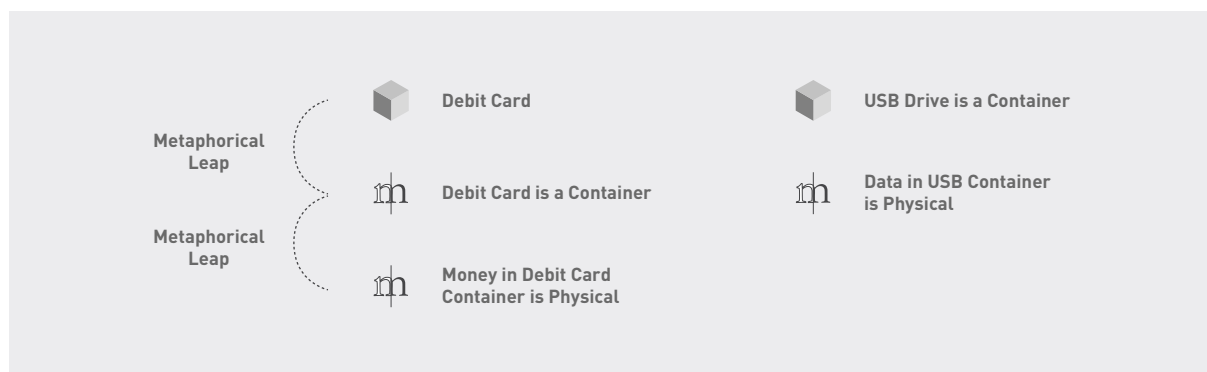 Debit Card
USB Drive is a Container
Metaphorical
Leap
Debit Card is a Container
Data in USB Container
is Physical
Metaphorical
Leap
Money in Debit Card
Container is Physical
m
m
m